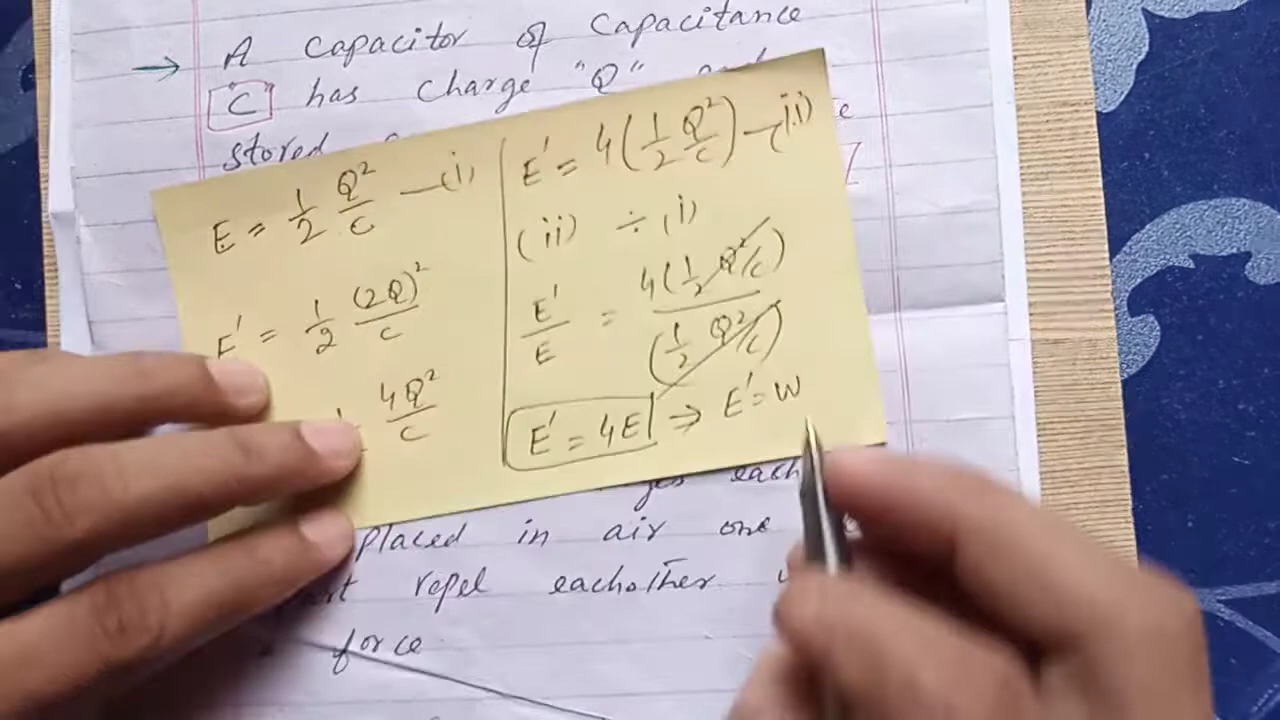 → A capacitor of capacitance
"C" has charge "Q"
stored
E = 1/2 Q²/C —(i)
E' = 1/2 (2Q)²/C
4Q²/C
E' = 4(1/2 Q²/C) —(ii)
(ii) ÷ (i)
E'/E = 4(1/2 Q²/C)/(1/2 Q²/C)
E' = 4E ⇒ E' = W
each
placed in air one
repel eachother
force